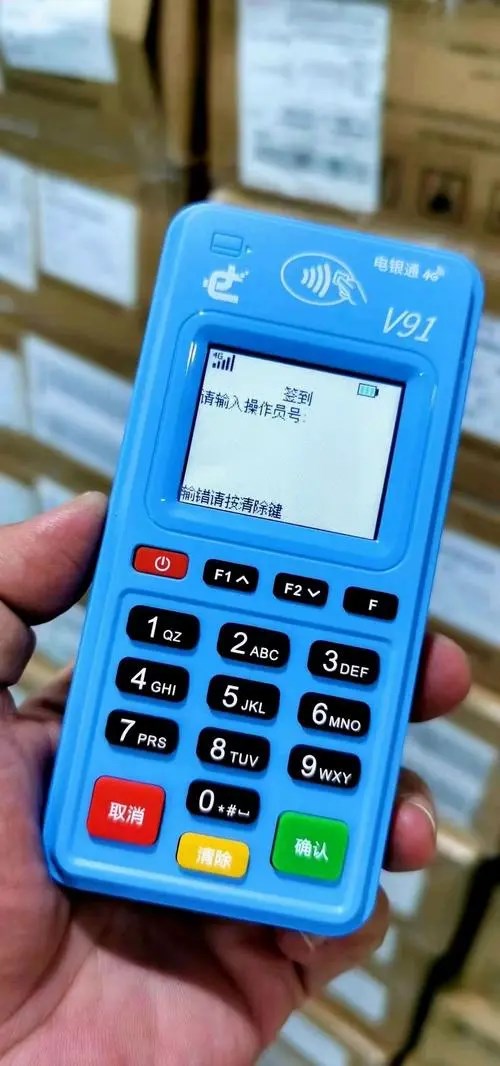 电银通 4G
V91
4G
签到
请输入操作员号:
输错请按清除键
F1 F2 F
1 QZ 2 ABC 3 DEF
4 GHI 5 JKL 6 MNO
7 PRS 8 TUV 9 WXY
0 *#
取消 清除 确认